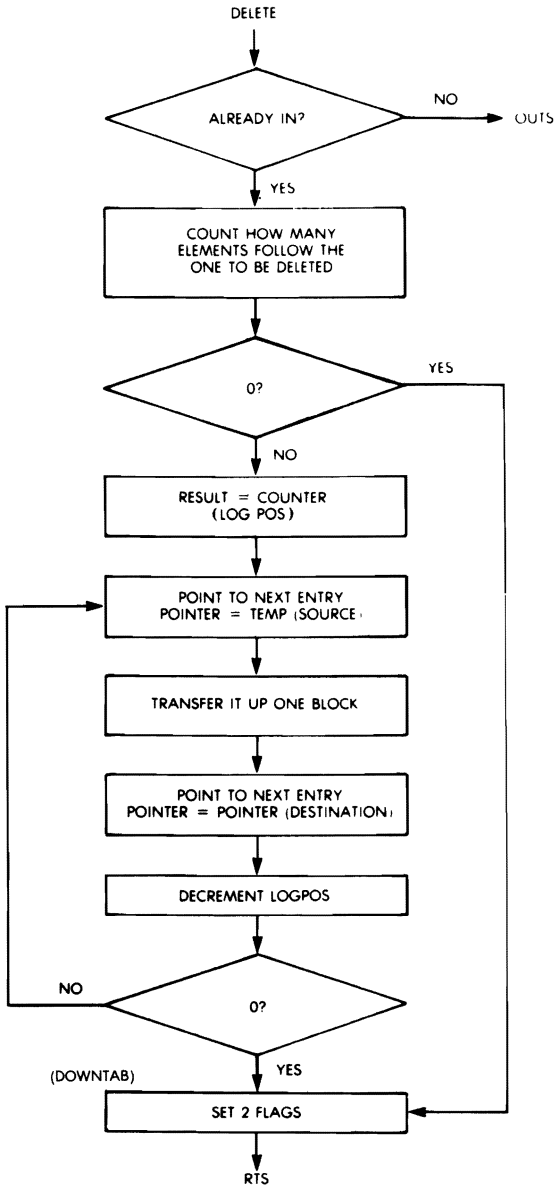 DELETE
ALREADY IN?
NO
OUTS
YES
COUNT HOW MANY
ELEMENTS FOLLOW THE
ONE TO BE DELETED
YES
0?
NO
RESULT = COUNTER
(LOG POS)
POINT TO NEXT ENTRY
POINTER = TEMP (SOURCE)
TRANSFER IT UP ONE BLOCK
POINT TO NEXT ENTRY
POINTER = POINTER (DESTINATION)
DECREMENT LOGPOS
NO
0?
YES
(DOWNTAB)
SET 2 FLAGS
RTS